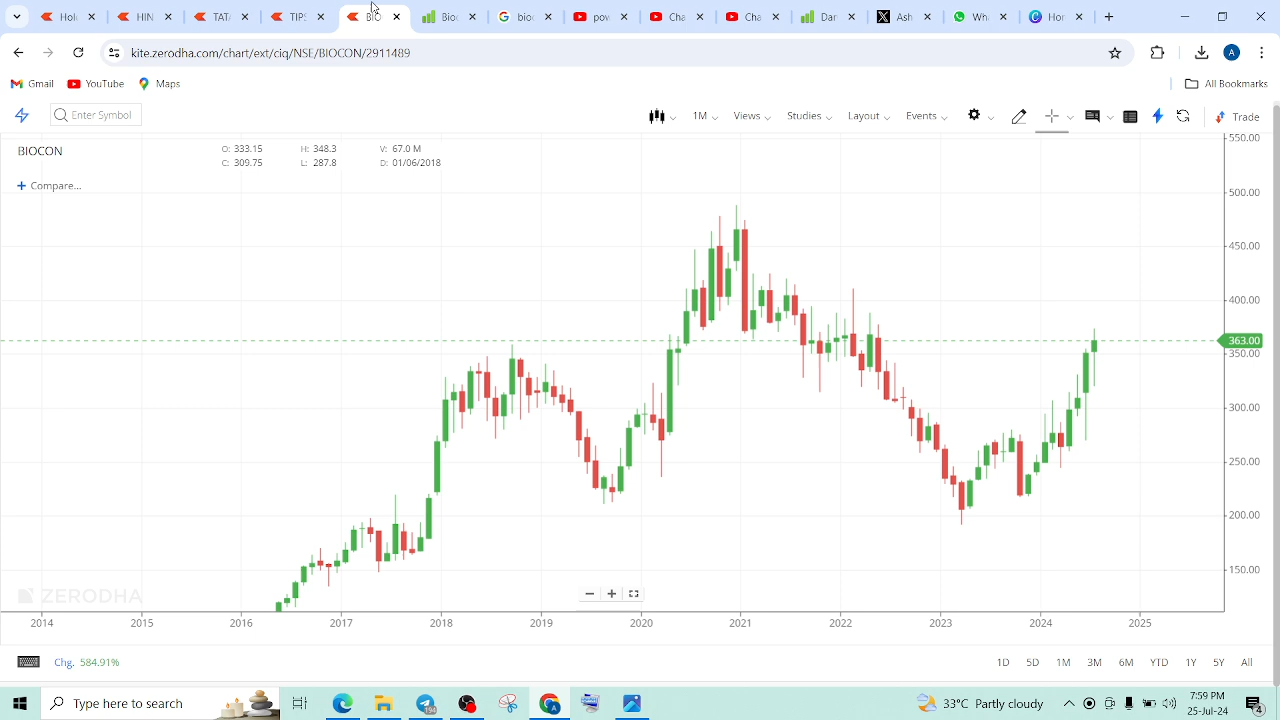 Hol
HIN
TAT
TIPS
BIO
Bioc
bioc
pov
Cha
Cha
Dar
Ash
Wh
Hor
kite.zerodha.com/chart/ext/ciq/NSE/BIOCON/2911489
A
Gmail
YouTube
Maps
All Bookmarks
Enter Symbol
1M
Views
Studies
Layout
Events
Trade
BIOCON
O: 333.15
H: 348.3
V: 67.0 M
C: 309.75
L: 287.8
D: 01/06/2018
+ Compare...
550.00
500.00
450.00
400.00
363.00
350.00
300.00
250.00
200.00
150.00
ZERODHA
2014
2015
2016
2017
2018
2019
2020
2021
2022
2023
2024
2025
Chg. 584.91%
1D
5D
1M
3M
6M
YTD
1Y
5Y
All
Type here to search
33°C Partly cloudy
7:59 PM
25-Jul-24